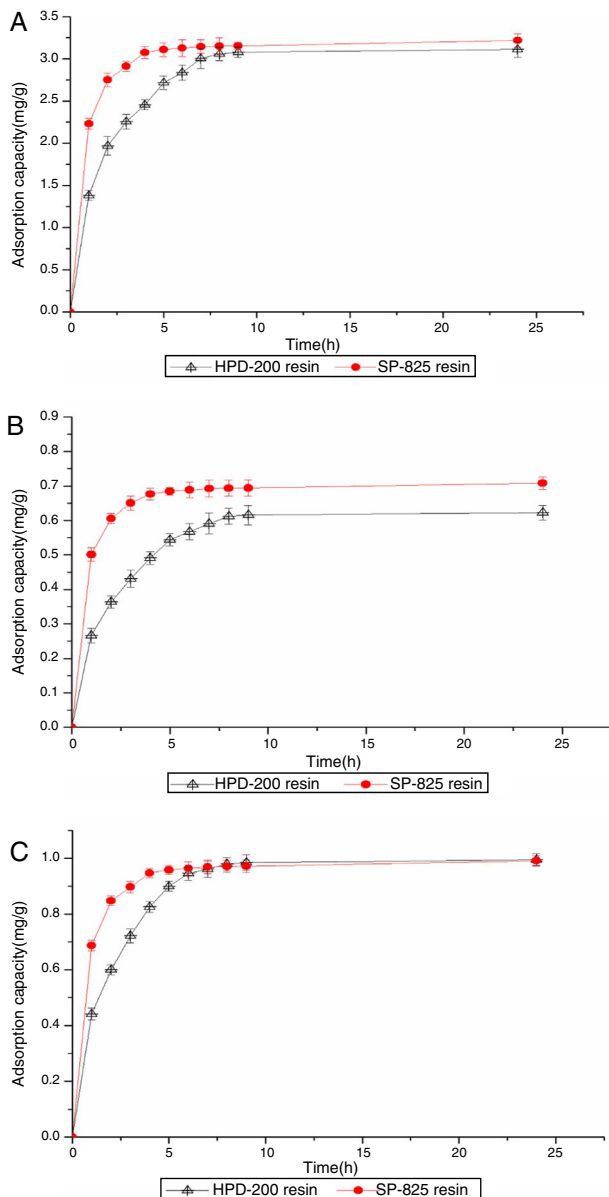 A
3.5
3.0
2.5
2.0
1.5
1.0
0.5
0.0
Adsorption capacity(mg/g)
0 5 10 15 20 25
Time(h)
HPD-200 resin SP-825 resin
B
0.9
0.8
0.7
0.6
0.5
0.4
0.3
0.2
0.1
0.0
Adsorption capacity(mg/g)
0 5 10 15 20 25
Time(h)
HPD-200 resin SP-825 resin
C
1.0
0.8
0.6
0.4
0.2
0.0
Adsorption capacity(mg/g)
0 5 10 15 20 25
Time(h)
HPD-200 resin SP-825 resin